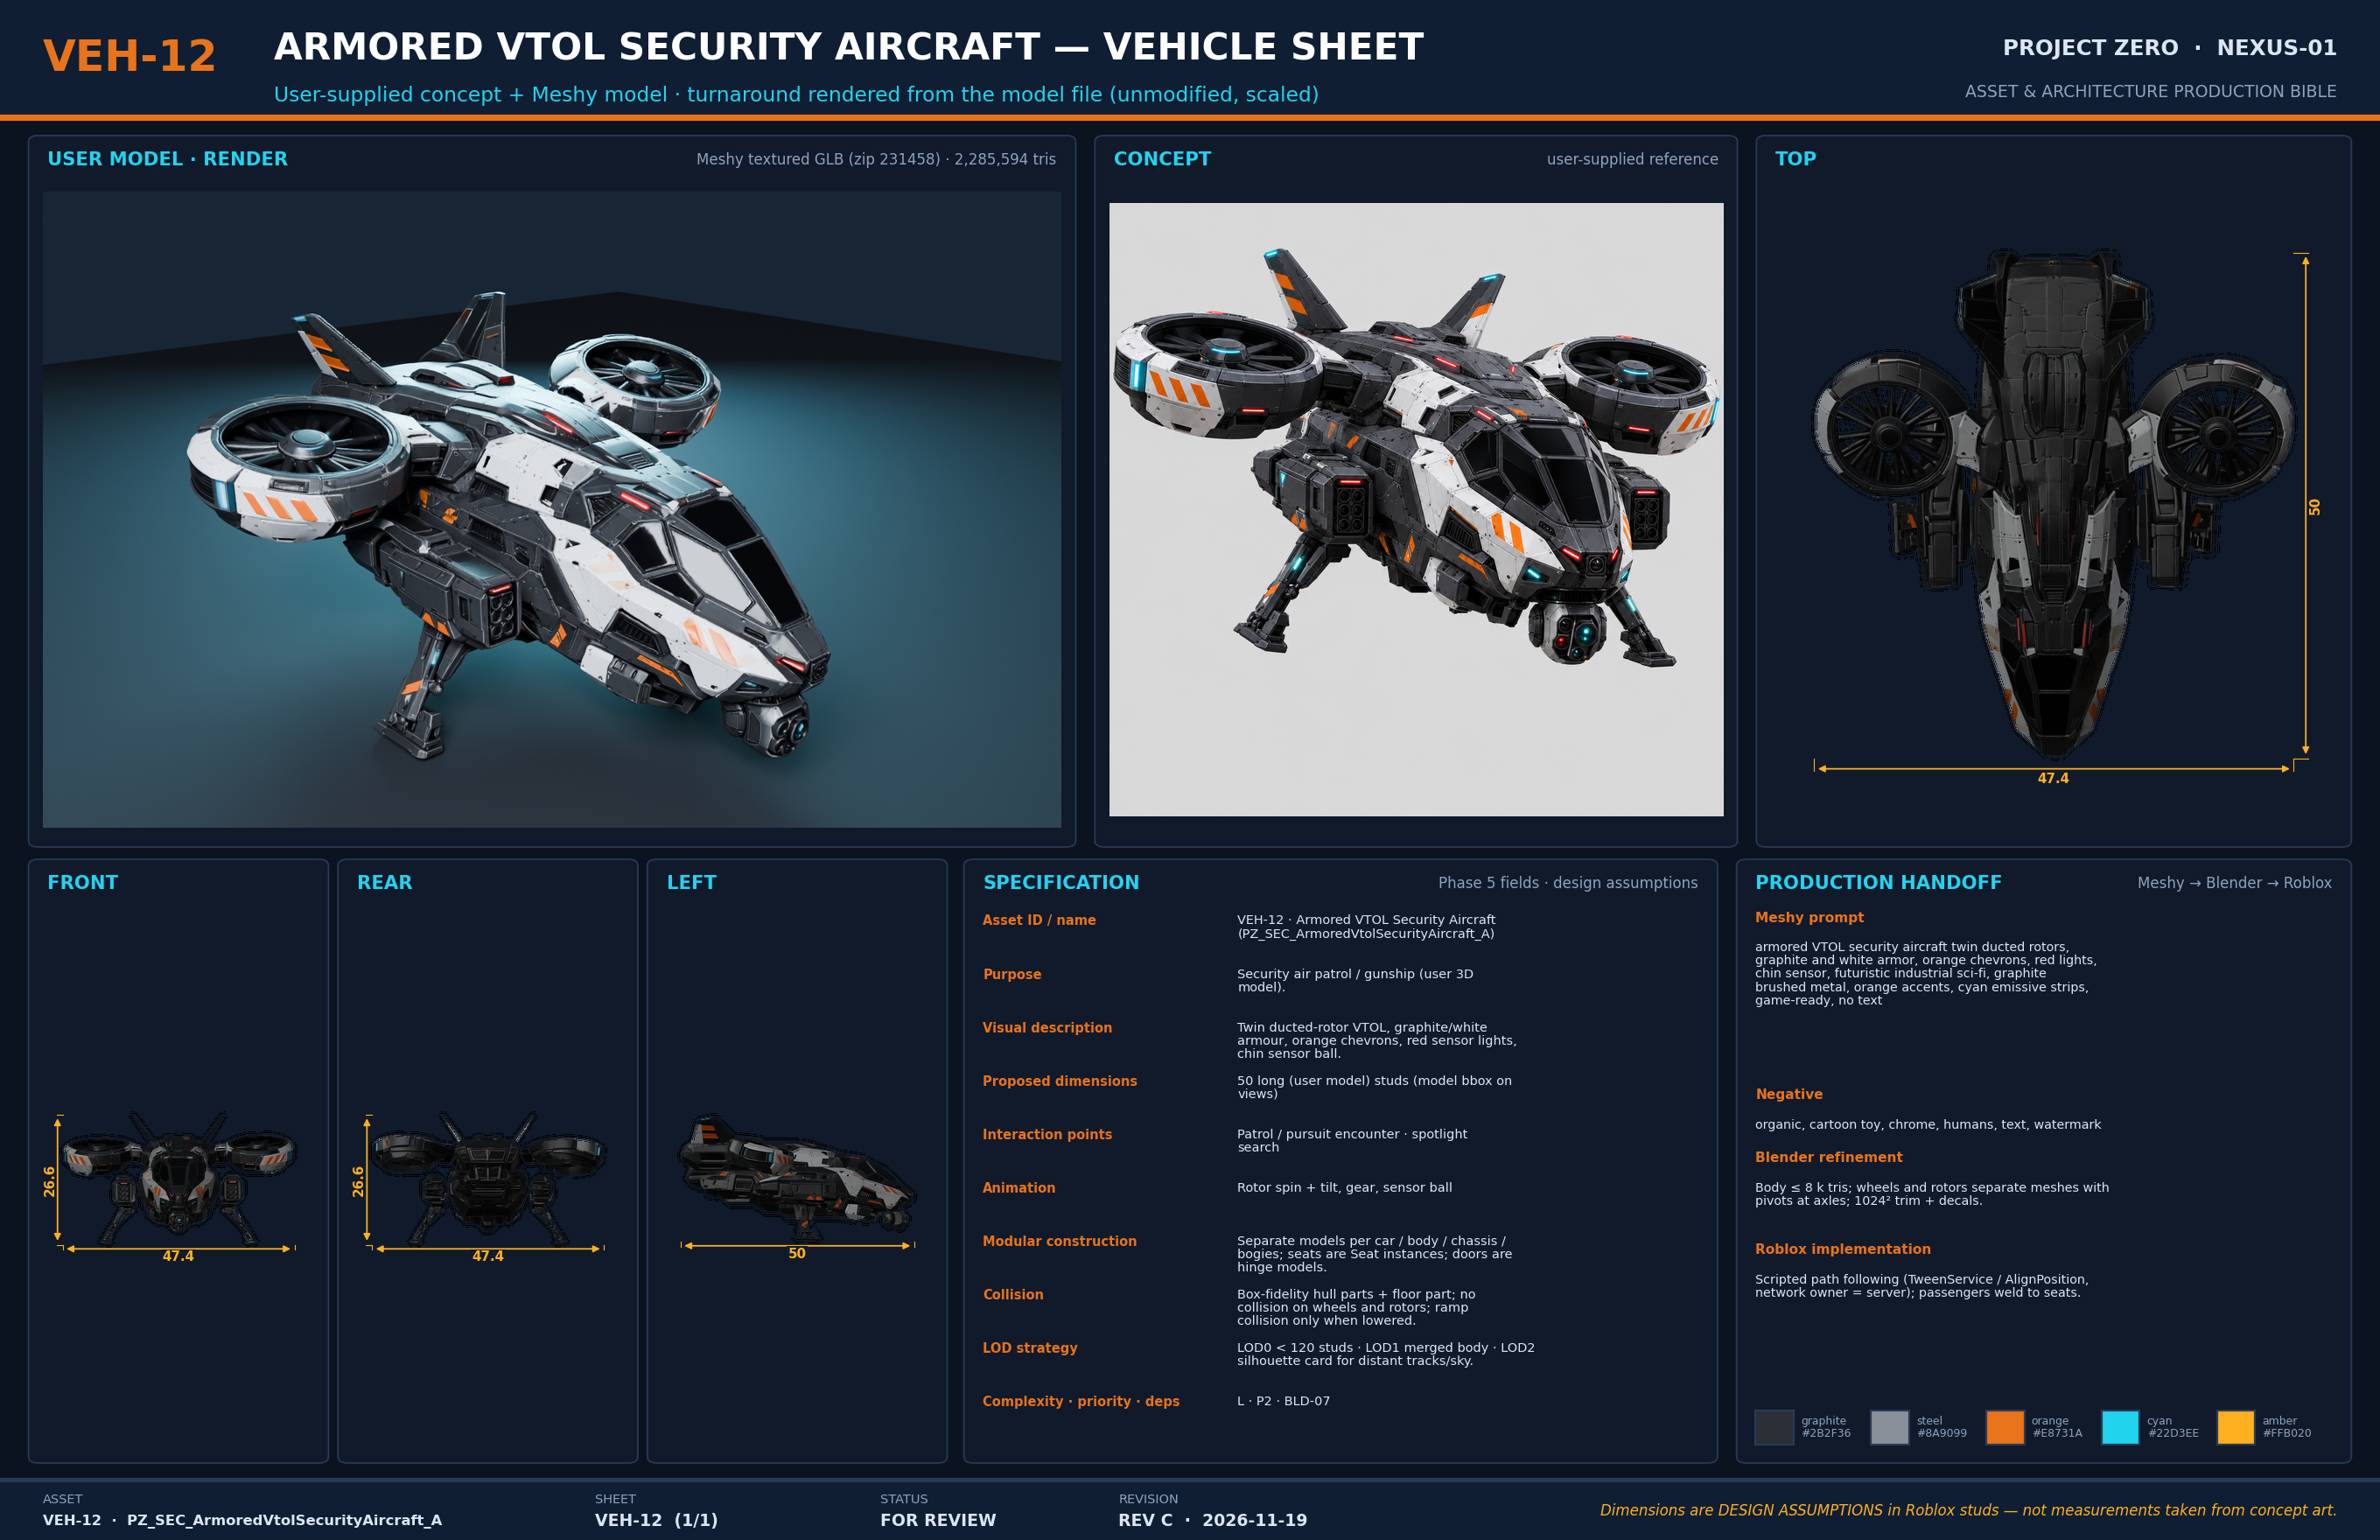 VEH-12
ARMORED VTOL SECURITY AIRCRAFT — VEHICLE SHEET
User-supplied concept + Meshy model · turnaround rendered from the model file (unmodified, scaled)
PROJECT ZERO · NEXUS-01
ASSET & ARCHITECTURE PRODUCTION BIBLE
USER MODEL · RENDER
Meshy textured GLB (zip 231458) · 2,285,594 tris
CONCEPT
user-supplied reference
TOP
50
47.4
FRONT
26.6
47.4
REAR
26.6
47.4
LEFT
50
SPECIFICATION
Phase 5 fields · design assumptions
Asset ID / name
VEH-12 · Armored VTOL Security Aircraft
(PZ_SEC_ArmoredVtolSecurityAircraft_A)
Purpose
Security air patrol / gunship (user 3D
model).
Visual description
Twin ducted-rotor VTOL, graphite/white
armour, orange chevrons, red sensor lights,
chin sensor ball.
Proposed dimensions
50 long (user model) studs (model bbox on
views)
Interaction points
Patrol / pursuit encounter · spotlight
search
Animation
Rotor spin + tilt, gear, sensor ball
Modular construction
Separate models per car / body / chassis /
bogies; seats are Seat instances; doors are
hinge models.
Collision
Box-fidelity hull parts + floor part; no
collision on wheels and rotors; ramp
collision only when lowered.
LOD strategy
LOD0 < 120 studs · LOD1 merged body · LOD2
silhouette card for distant tracks/sky.
Complexity · priority · deps
L · P2 · BLD-07
PRODUCTION HANDOFF
Meshy → Blender → Roblox
Meshy prompt
armored VTOL security aircraft twin ducted rotors,
graphite and white armor, orange chevrons, red lights,
chin sensor, futuristic industrial sci-fi, graphite
brushed metal, orange accents, cyan emissive strips,
game-ready, no text
Negative
organic, cartoon toy, chrome, humans, text, watermark
Blender refinement
Body ≤ 8 k tris; wheels and rotors separate meshes with
pivots at axles; 1024² trim + decals.
Roblox implementation
Scripted path following (TweenService / AlignPosition,
network owner = server); passengers weld to seats.
graphite
#2B2F36
steel
#8A9099
orange
#E8731A
cyan
#22D3EE
amber
#FFB020
ASSET
VEH-12 · PZ_SEC_ArmoredVtolSecurityAircraft_A
SHEET
VEH-12 (1/1)
STATUS
FOR REVIEW
REVISION
REV C · 2026-11-19
Dimensions are DESIGN ASSUMPTIONS in Roblox studs — not measurements taken from concept art.